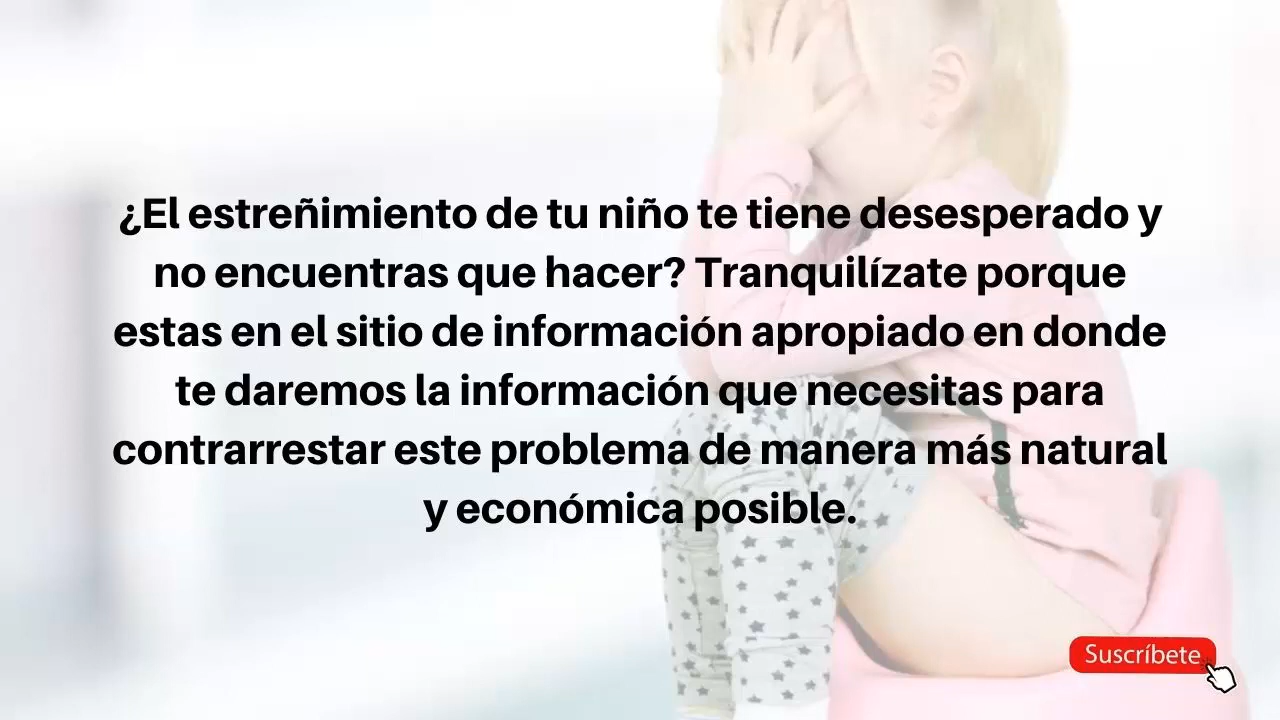 ¿El estreñimiento de tu niño te tiene desesperado y
no encuentras que hacer? Tranquilízate porque
estas en el sitio de información apropiado en donde
te daremos la información que necesitas para
contrarrestar este problema de manera más natural
y económica posible.
Suscríbete